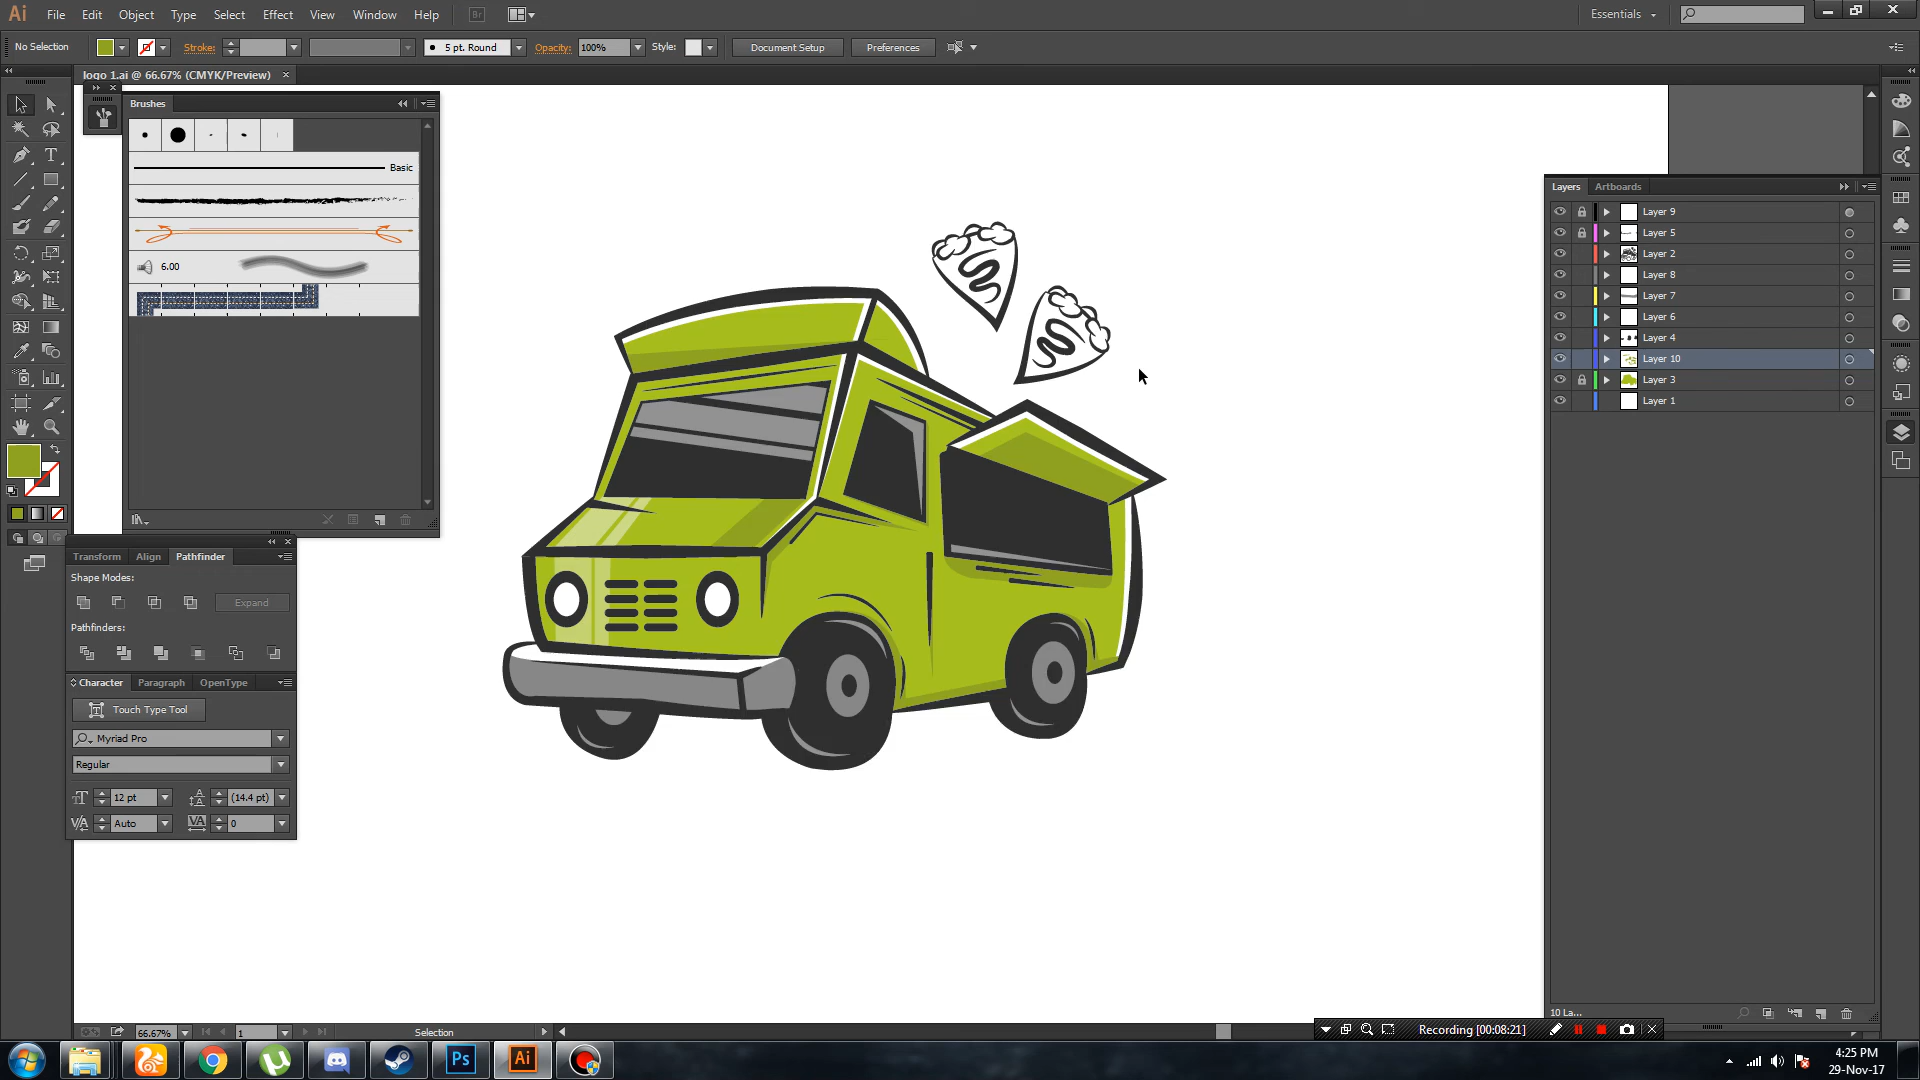 Ai File Edit Object Type Select Effect View Window Help Br Essentials
No Selection Stroke: 5 pt. Round Opacity: 100% Style: Document Setup Preferences
logo 1.ai @ 66.67% (CMYK/Preview)
Brushes
Basic
6.00
Transform Align Pathfinder
Shape Modes:
Expand
Pathfinders:
Character Paragraph OpenType
Touch Type Tool
Myriad Pro
Regular
12 pt (14.4 pt)
Auto 0
Layers Artboards
Layer 9
Layer 5
Layer 2
Layer 8
Layer 7
Layer 6
Layer 4
Layer 10
Layer 3
Layer 1
10 La...
66.67% 1 Selection
Recording [00:08:21]
Ps Ai
4:25 PM
29-Nov-17